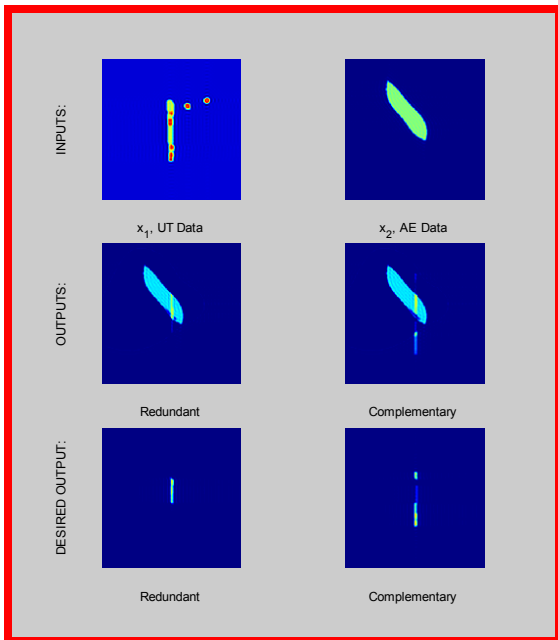 INPUTS:
x1, UT Data
x2, AE Data
OUTPUTS:
Redundant
Complementary
DESIRED OUTPUT:
Redundant
Complementary